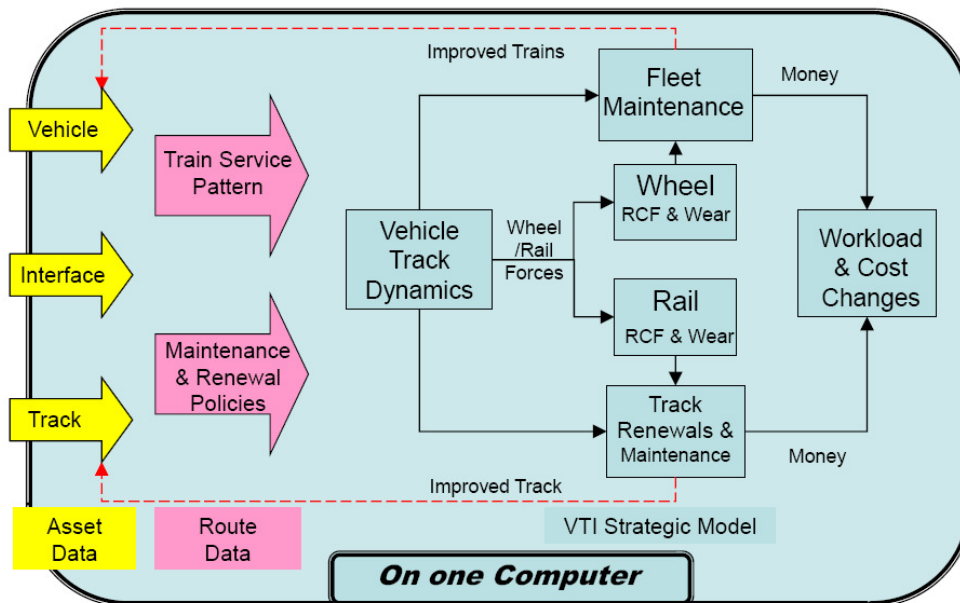 Improved Trains
Fleet
Maintenance
Money
Vehicle
Train Service
Pattern
Wheel
RCF & Wear
Vehicle
Track
Dynamics
Wheel
/Rail
Forces
Workload
& Cost
Changes
Interface
Rail
RCF & Wear
Maintenance
& Renewal
Policies
Track
Track
Renewals &
Maintenance
Money
Improved Track
Asset
Data
Route
Data
VTI Strategic Model
On one Computer